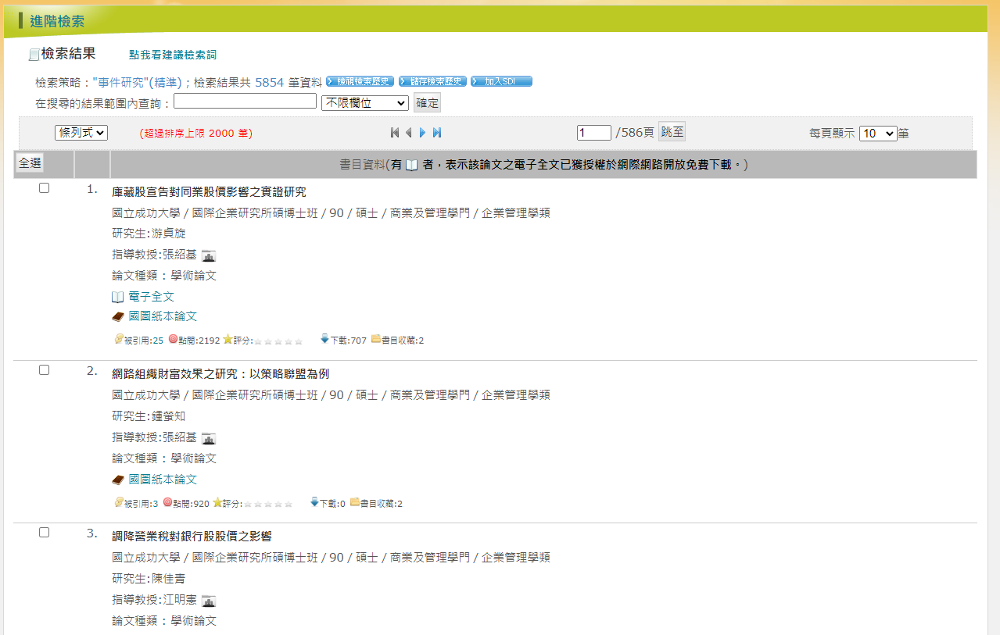 進階檢索
檢索結果 點我看建議檢索詞
檢索策略："事件研究"(精準)；檢索結果共 5854 筆資料 檢視檢索歷史 儲存檢索歷史 加入SDI
在搜尋的結果範圍內查詢： 不限欄位 確定
條列式 (超過排序上限 2000 筆) 1 /586頁 跳至 每頁顯示 10 筆
全選 書目資料(有 者，表示該論文之電子全文已獲授權於網際網路開放免費下載。)
1. 庫藏股宣告對同業股價影響之實證研究
國立成功大學 / 國際企業研究所碩博士班 / 90 / 碩士 / 商業及管理學門 / 企業管理學類
研究生:游貞旋
指導教授:張紹基
論文種類：學術論文
電子全文
國圖紙本論文
被引用:25 點閱:2192 評分: 下載:707 書目收藏:2
2. 網路組織財富效果之研究：以策略聯盟為例
國立成功大學 / 國際企業研究所碩博士班 / 90 / 碩士 / 商業及管理學門 / 企業管理學類
研究生:鍾螢知
指導教授:張紹基
論文種類：學術論文
國圖紙本論文
被引用:3 點閱:920 評分: 下載:0 書目收藏:2
3. 調降營業稅對銀行股股價之影響
國立成功大學 / 國際企業研究所碩博士班 / 90 / 碩士 / 商業及管理學門 / 企業管理學類
研究生:陳佳青
指導教授:江明憲
論文種類：學術論文